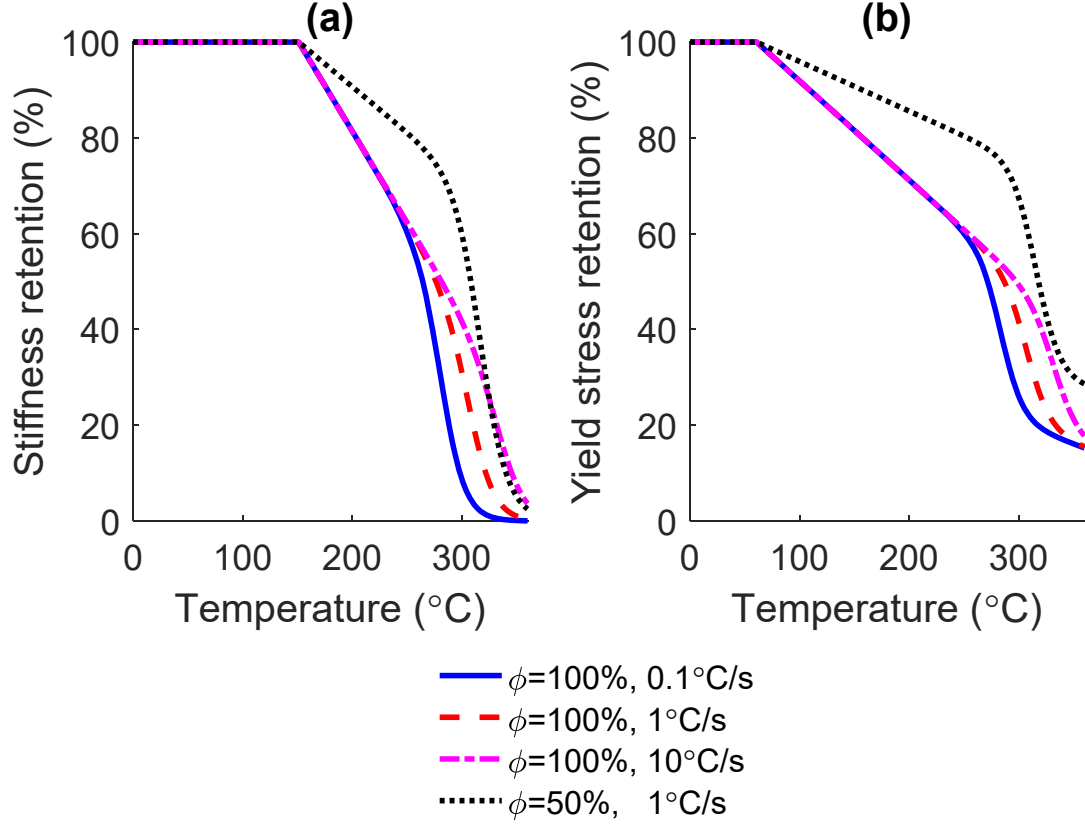 (a)
100
80
60
40
20
0
0 100 200 300
Stiffness retention (%)
Temperature (°C)
(b)
100
80
60
40
20
0
0 100 200 300
Yield stress retention (%)
Temperature (°C)
ϕ=100%, 0.1°C/s
ϕ=100%, 1°C/s
ϕ=100%, 10°C/s
ϕ=50%, 1°C/s